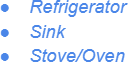 ● Refrigerator
● Sink
● Stove/Oven